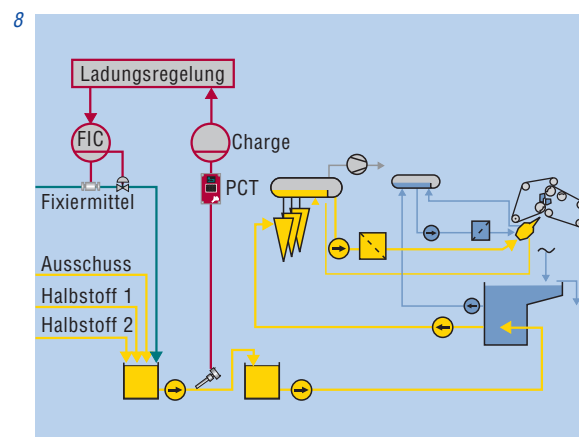 8
Ladungsregelung
FIC
Charge
PCT
Fixiermittel
Ausschuss
Halbstoff 1
Halbstoff 2